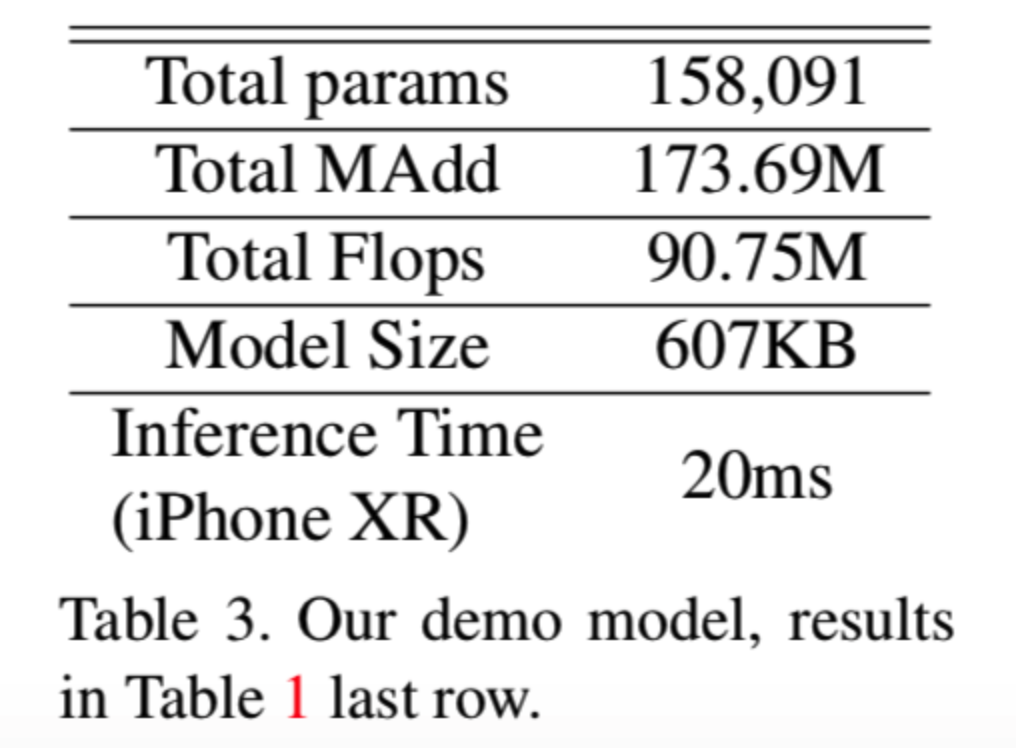 Total params 158,091
Total MAdd 173.69M
Total Flops 90.75M
Model Size 607KB
Inference Time
(iPhone XR) 20ms
Table 3. Our demo model, results
in Table 1 last row.